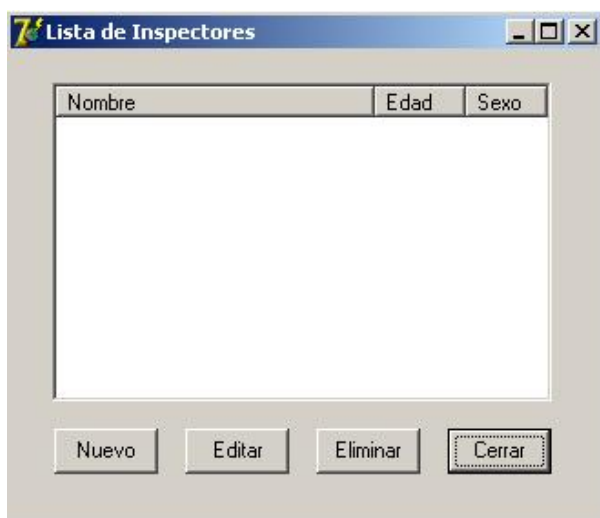 Lista de Inspectores
Nombre Edad Sexo
Nuevo Editar Eliminar Cerrar